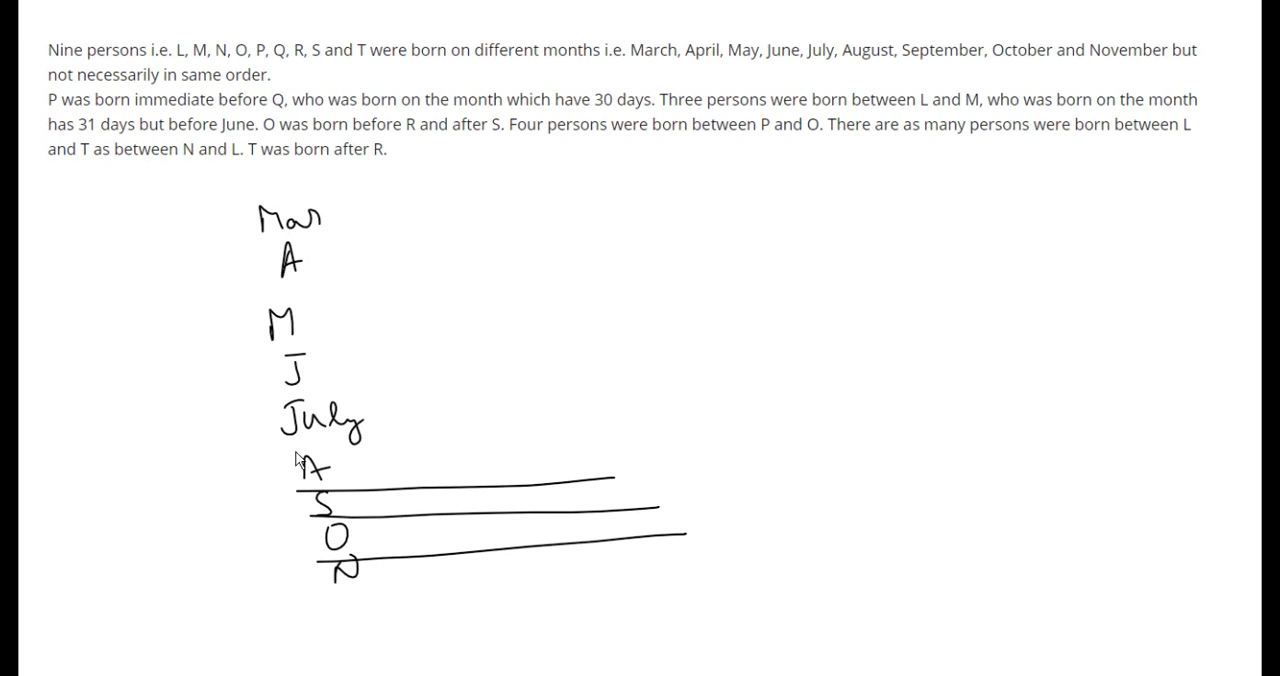 Nine persons i.e. L, M, N, O, P, Q, R, S and T were born on different months i.e. March, April, May, June, July, August, September, October and November but
not necessarily in same order.
P was born immediate before Q, who was born on the month which have 30 days. Three persons were born between L and M, who was born on the month
has 31 days but before June. O was born before R and after S. Four persons were born between P and O. There are as many persons were born between L
and T as between N and L. T was born after R.
Mar
A
M
J
July
A
S
O
N